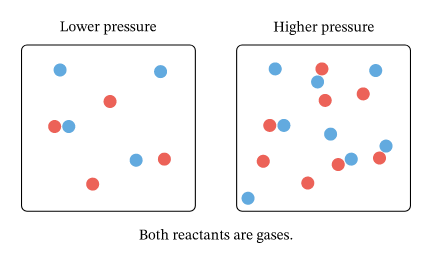 Lower pressure
Higher pressure
Both reactants are gases.